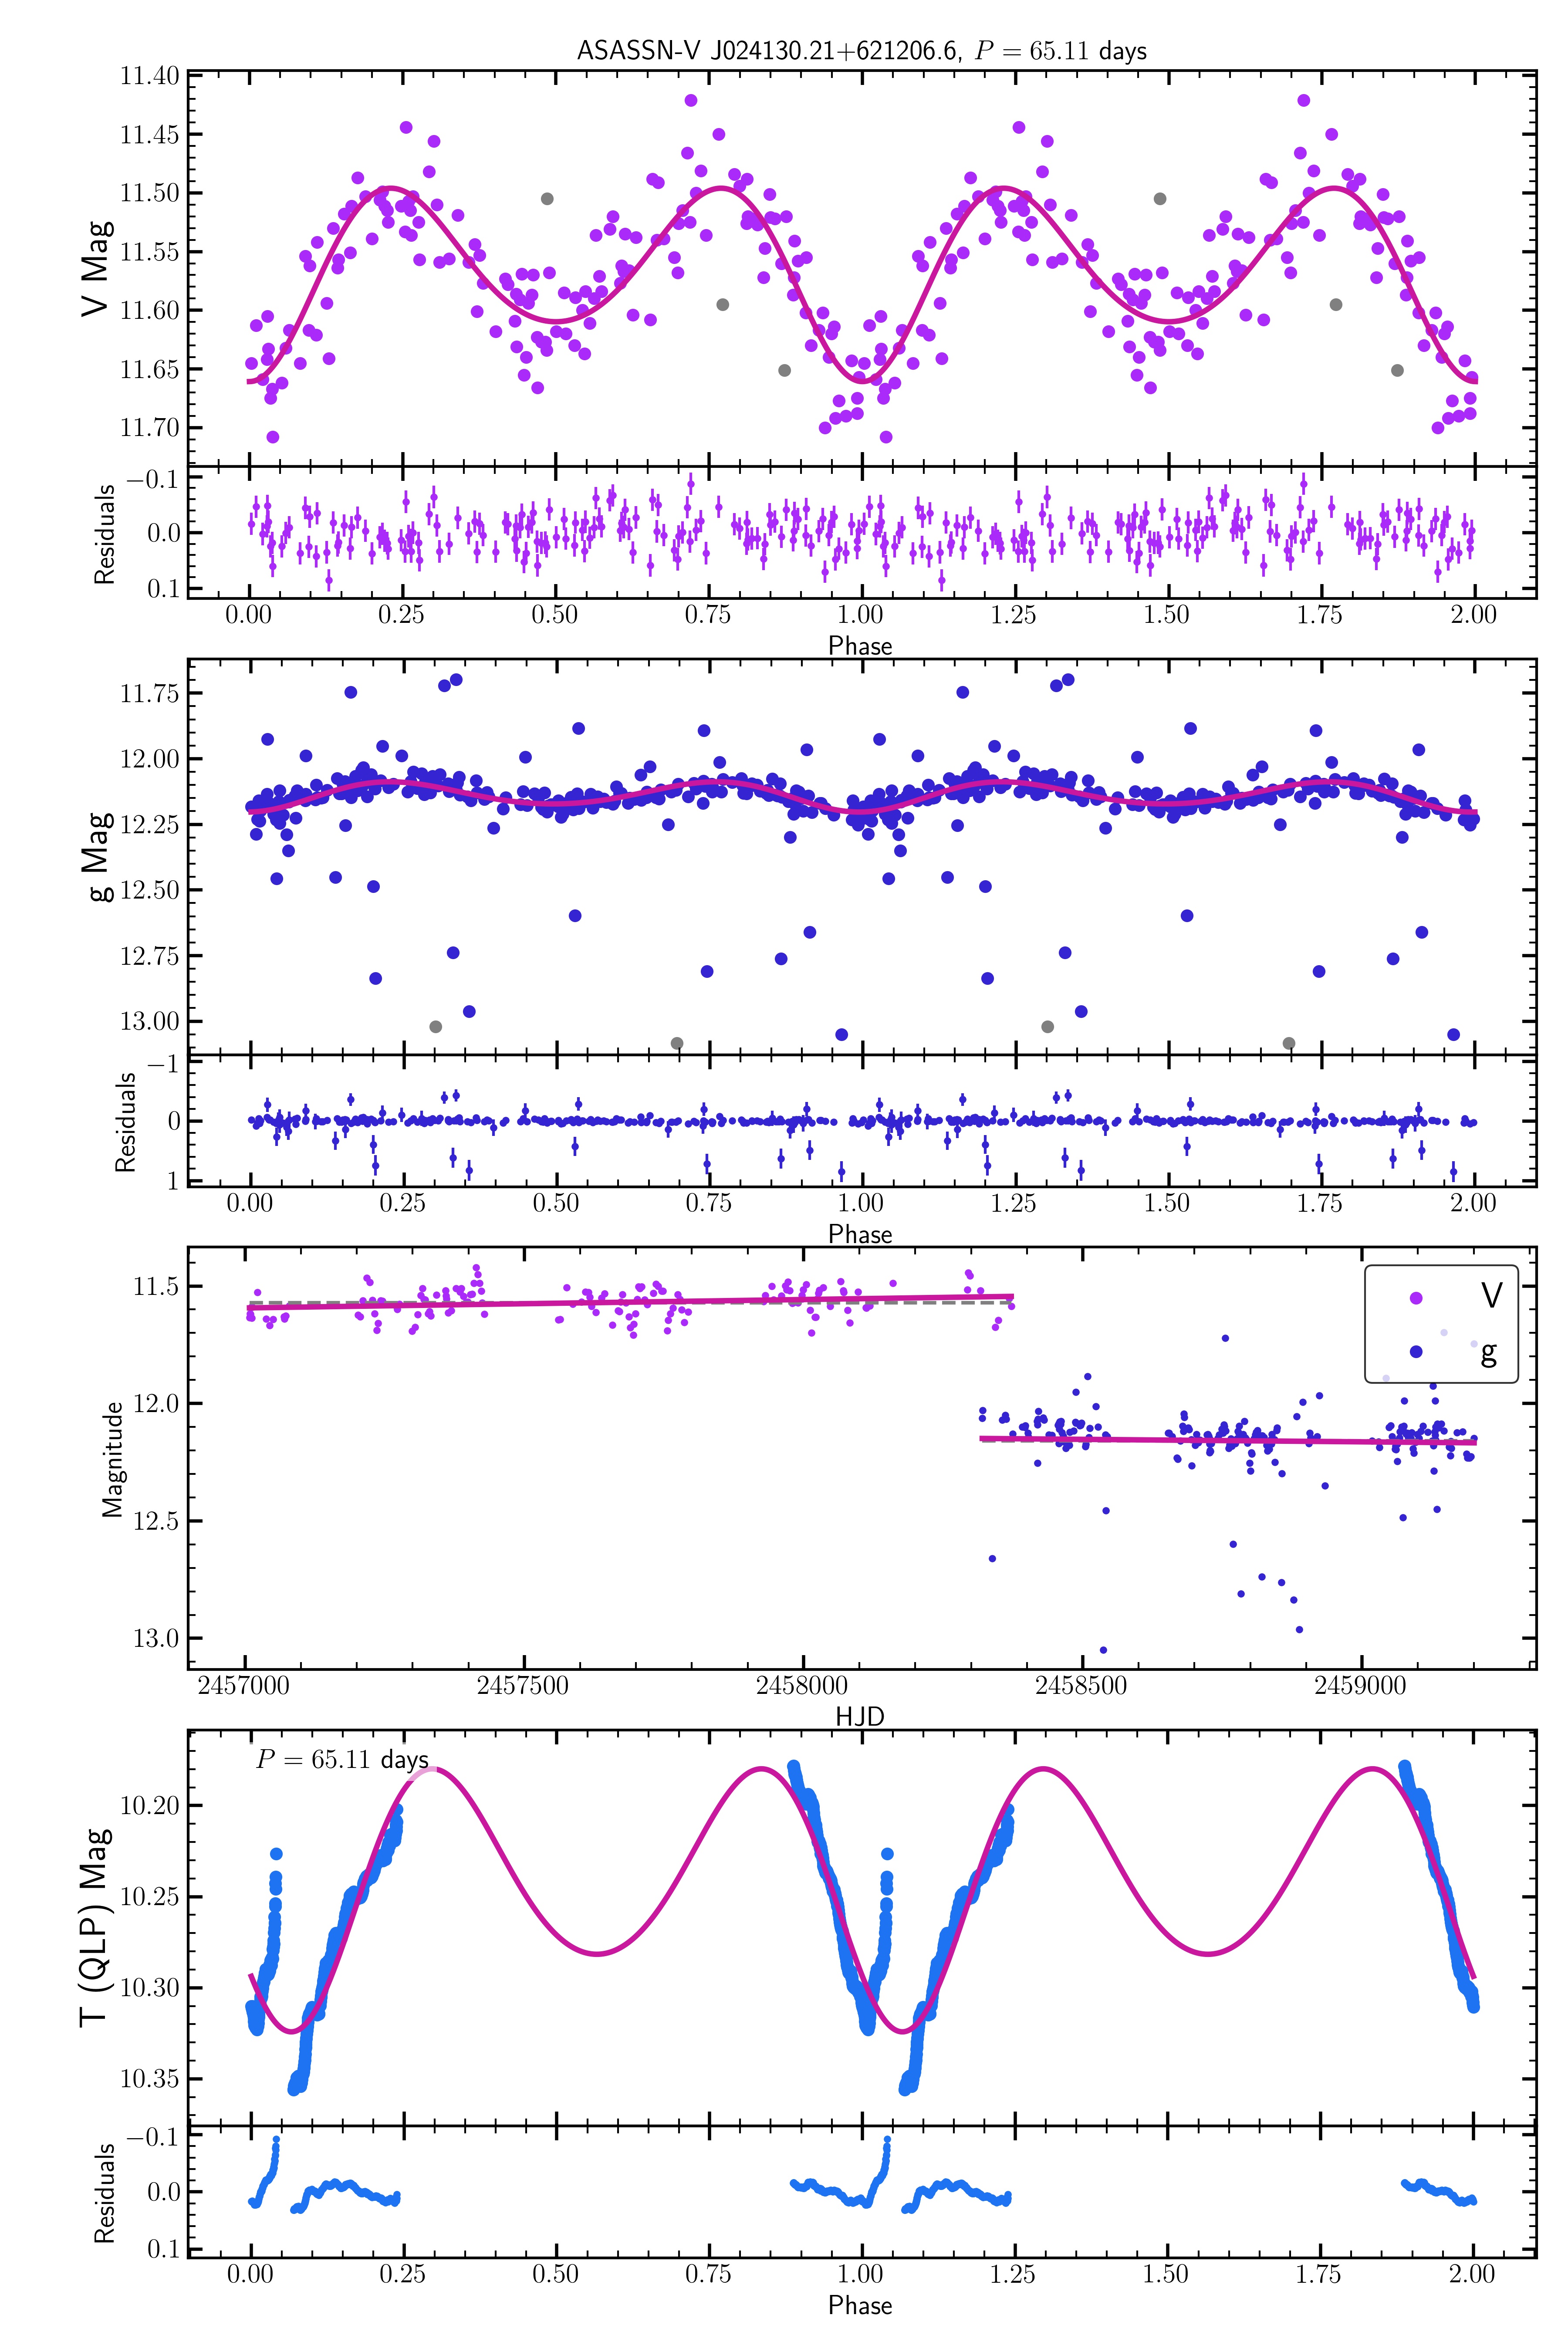 ASASSN-V J024130.21+621206.6, P = 65.11 days
11.40
11.45
11.50
11.55
11.60
11.65
11.70
V Mag
−0.1
0.0
0.1
Residuals
0.00 0.25 0.50 0.75 1.00 1.25 1.50 1.75 2.00
Phase
11.75
12.00
12.25
12.50
12.75
13.00
g Mag
−1
0
1
Residuals
0.00 0.25 0.50 0.75 1.00 1.25 1.50 1.75 2.00
Phase
11.5
12.0
12.5
13.0
Magnitude
V
g
2457000 2457500 2458000 2458500 2459000
HJD
P = 65.11 days
10.20
10.25
10.30
10.35
T (QLP) Mag
−0.1
0.0
0.1
Residuals
0.00 0.25 0.50 0.75 1.00 1.25 1.50 1.75 2.00
Phase